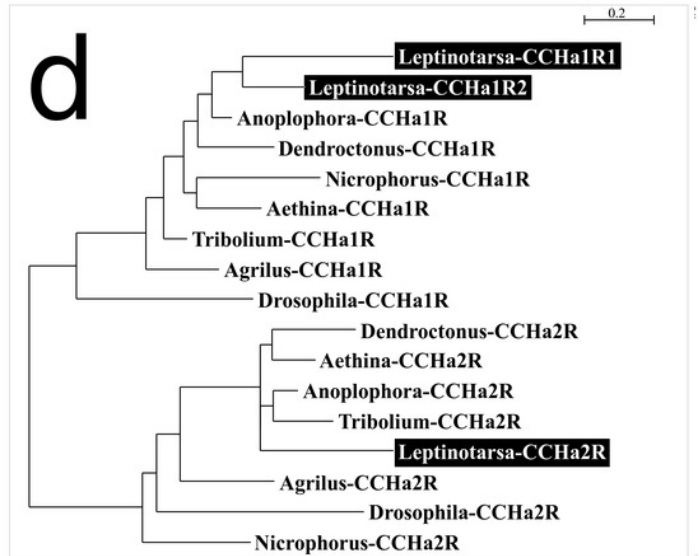 0.2
d
Leptinotarsa-CCHa1R1
Leptinotarsa-CCHa1R2
Anoplophora-CCHa1R
Dendroctonus-CCHa1R
Nicrophorus-CCHa1R
Aethina-CCHa1R
Tribolium-CCHa1R
Agrilus-CCHa1R
Drosophila-CCHa1R
Dendroctonus-CCHa2R
Aethina-CCHa2R
Anoplophora-CCHa2R
Tribolium-CCHa2R
Leptinotarsa-CCHa2R
Agrilus-CCHa2R
Drosophila-CCHa2R
Nicrophorus-CCHa2R